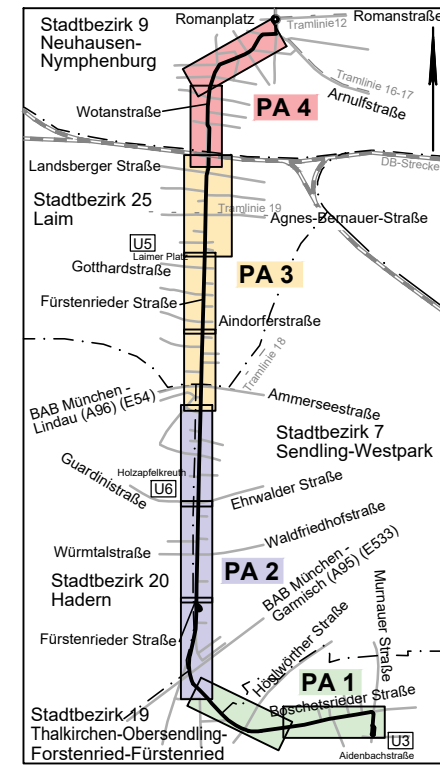 Stadtbezirk 9
Neuhausen-
Nymphenburg
Romanplatz
Romanstraße
Tramlinie12
Tramlinie 16-17
Arnulfstraße
Wotanstraße
PA 4
Landsberger Straße
DB-Strecke
Stadtbezirk 25
Laim
Tramlinie 19
Agnes-Bernauer-Straße
U5
Laimer Platz
Gotthardstraße
PA 3
Fürstenrieder Straße
Aindorferstraße
Tramlinie 18
BAB München -
Lindau (A96) (E54)
Ammerseestraße
Stadtbezirk 7
Sendling-Westpark
Guardinistraße
Holzapfelkreuth
U6
Ehrwalder Straße
Waldfriedhofstraße
Würmtalstraße
PA 2
BAB München -
Garmisch (A95) (E533)
Stadtbezirk 20
Hadern
Murnauer Straße
Fürstenrieder Straße
Höslwörther Straße
PA 1
Boschetsrieder Straße
Stadtbezirk 19
Thalkirchen-Obersendling-
Forstenried-Fürstenried
U3
Aidenbachstraße